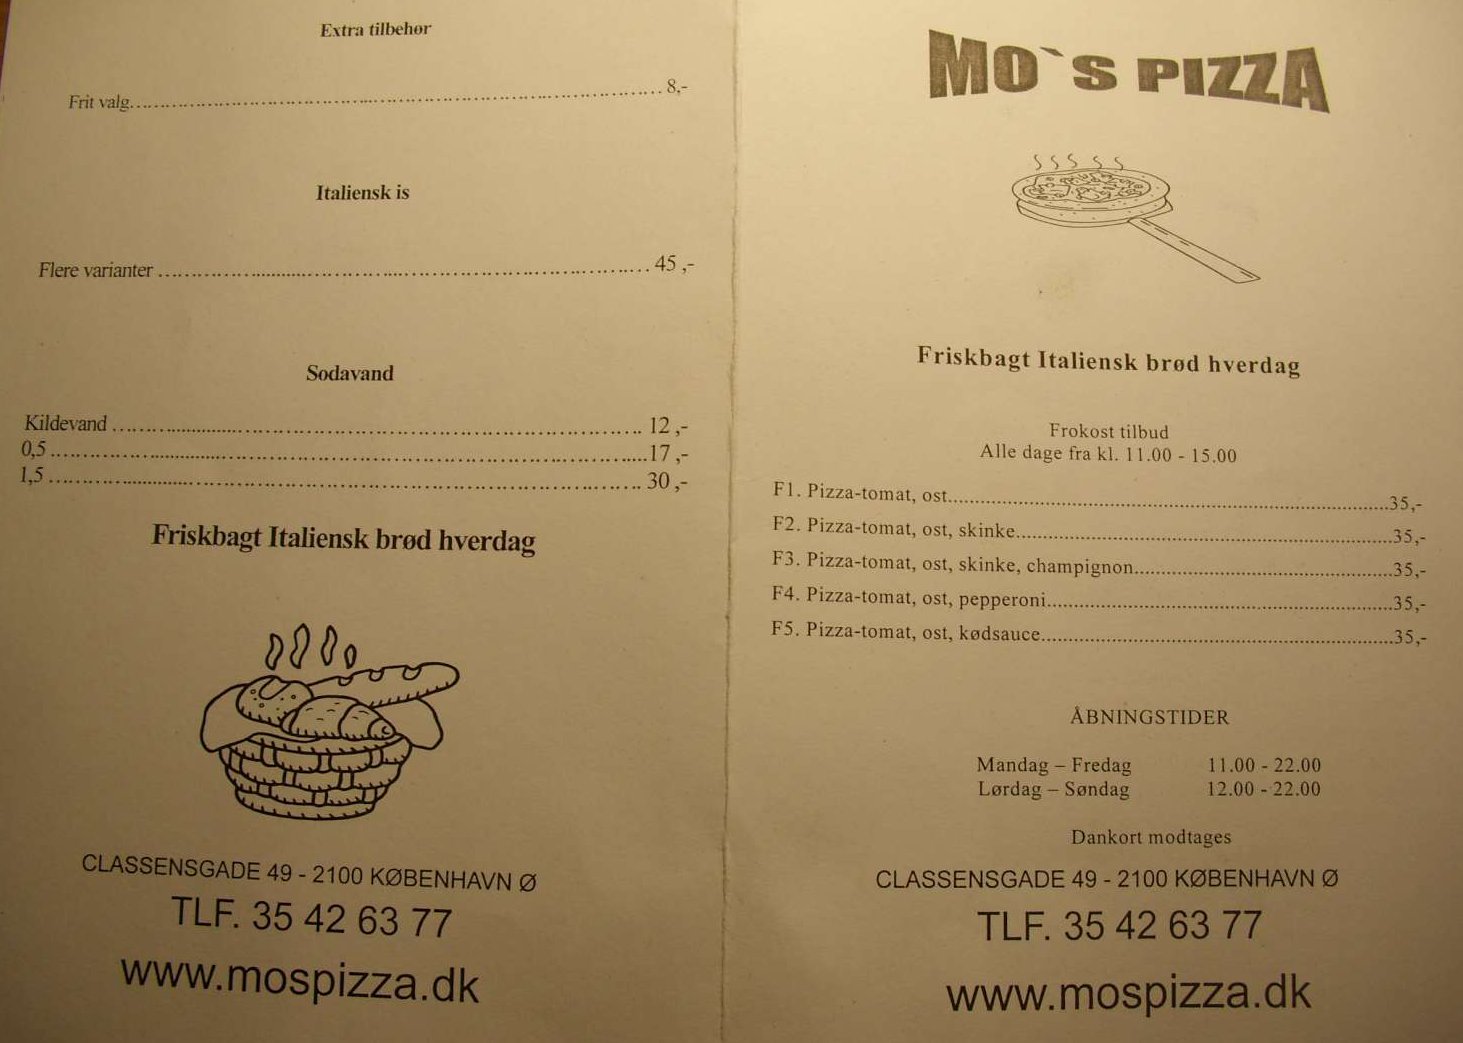 Extra tilbehør
Frit valg.......................................................................................... 8,-
Italiensk is
Flere varianter .......................................................................... 45 ,-
Sodavand
Kildevand ................................................................................ 12 ,-
0,5 ...........................................................................................17 ,-
1,5 .......................................................................................... 30 ,-
Friskbagt Italiensk brød hverdag
CLASSENSGADE 49 - 2100 KØBENHAVN Ø
TLF. 35 42 63 77
www.mospizza.dk
MO`S PIZZA
Friskbagt Italiensk brød hverdag
Frokost tilbud
Alle dage fra kl. 11.00 - 15.00
F1. Pizza-tomat, ost................................................................................35,-
F2. Pizza-tomat, ost, skinke....................................................................35,-
F3. Pizza-tomat, ost, skinke, champignon...............................................35,-
F4. Pizza-tomat, ost, pepperoni...............................................................35,-
F5. Pizza-tomat, ost, kødsauce................................................................35,-
ÅBNINGSTIDER
Mandag – Fredag 11.00 - 22.00
Lørdag – Søndag 12.00 - 22.00
Dankort modtages
CLASSENSGADE 49 - 2100 KØBENHAVN Ø
TLF. 35 42 63 77
www.mospizza.dk